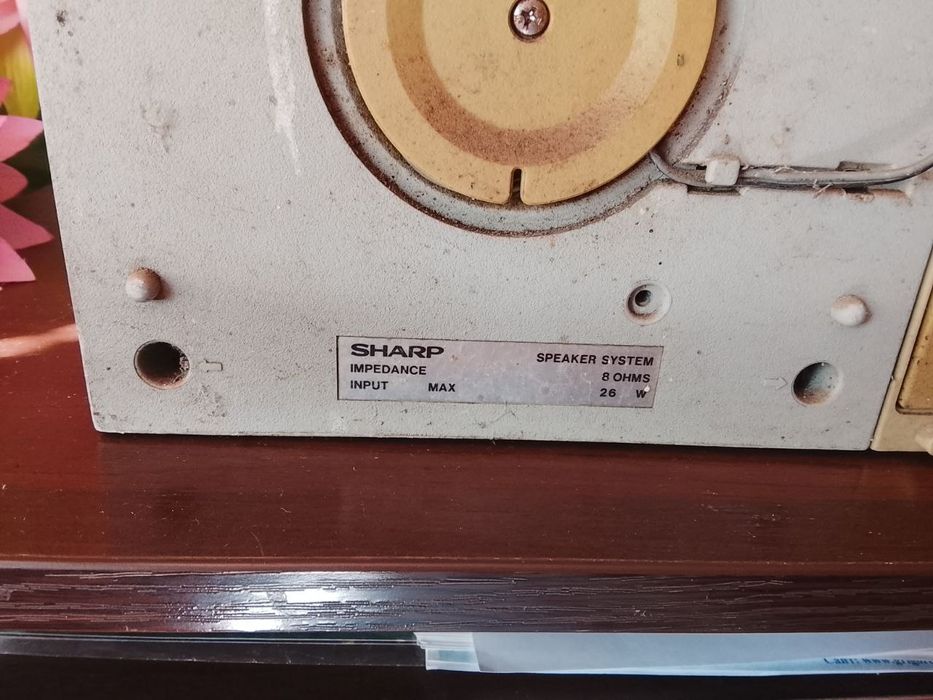 SHARP SPEAKER SYSTEM
IMPEDANCE 8 OHMS
INPUT MAX 26 W